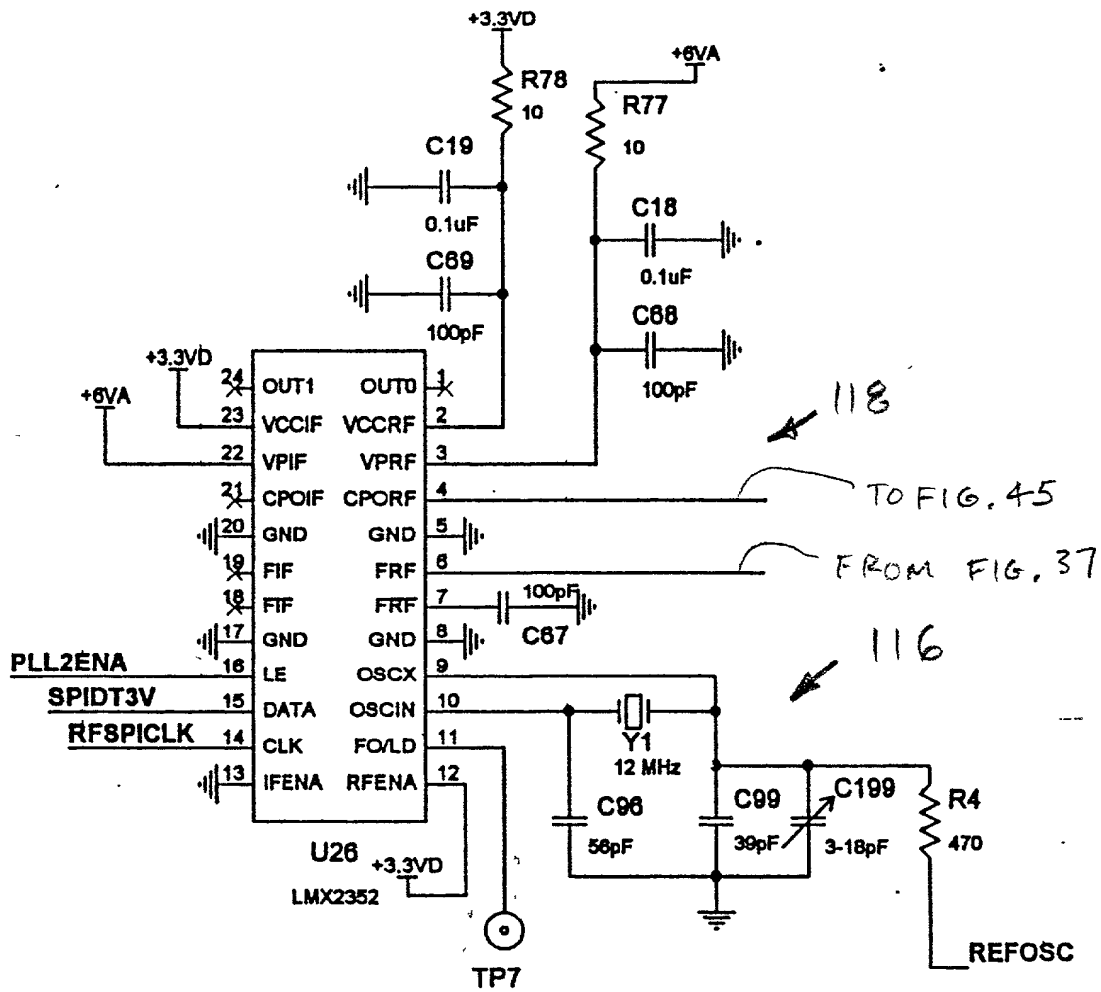 +3.3VD
R78
10
+6VA
R77
10
C19
0.1uF
C18
0.1uF
C69
100pF
C68
100pF
+3.3VD
+6VA
118
24 OUT1 OUT0 1
23 VCCIF VCCRF 2
22 VPIF VPRF 3
21 CPOIF CPORF 4
TO FIG. 45
20 GND GND 5
19 FIF FRF 6
FROM FIG. 37
18 FIF FRF 7
100pF
C67
17 GND GND 8
116
PLL2ENA 16 LE OSCX 9
SPIDT3V 15 DATA OSCIN 10
RFSPICLK 14 CLK FO/LD 11
13 IFENA RFENA 12
Y1
12 MHz
C96
56pF
C99
39pF
C199
3-18pF
R4
470
U26
LMX2352
+3.3VD
TP7
REFOSC